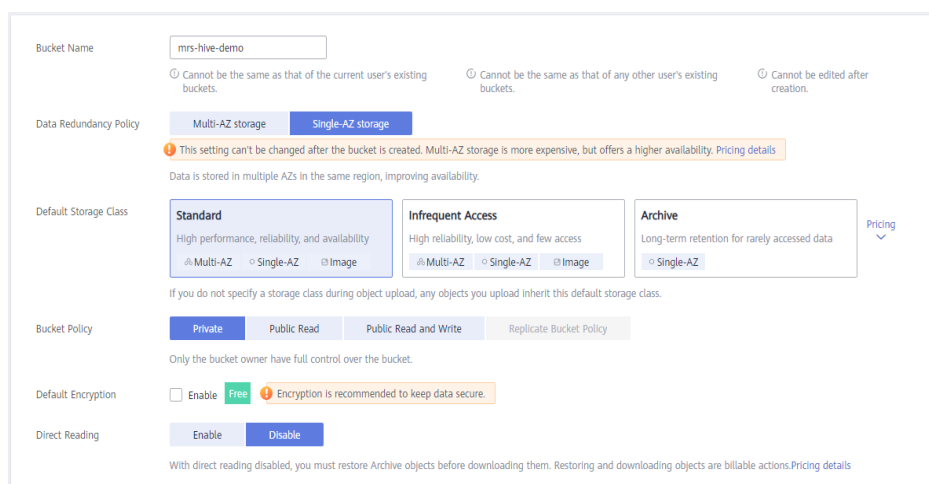 Bucket Name
mrs-hive-demo
Cannot be the same as that of the current user's existing
buckets.
Cannot be the same as that of any other user's existing
buckets.
Cannot be edited after
creation.
Data Redundancy Policy
Multi-AZ storage
Single-AZ storage
This setting can't be changed after the bucket is created. Multi-AZ storage is more expensive, but offers a higher availability. Pricing details
Data is stored in multiple AZs in the same region, improving availability.
Default Storage Class
Standard
High performance, reliability, and availability
Multi-AZ
Single-AZ
Image
Infrequent Access
High reliability, low cost, and few access
Multi-AZ
Single-AZ
Image
Archive
Long-term retention for rarely accessed data
Single-AZ
Pricing
If you do not specify a storage class during object upload, any objects you upload inherit this default storage class.
Bucket Policy
Private
Public Read
Public Read and Write
Replicate Bucket Policy
Only the bucket owner have full control over the bucket.
Default Encryption
Enable
Free
Encryption is recommended to keep data secure.
Direct Reading
Enable
Disable
With direct reading disabled, you must restore Archive objects before downloading them. Restoring and downloading objects are billable actions.Pricing details